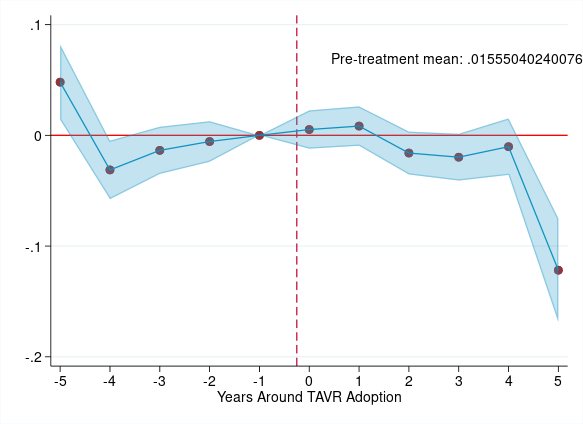 .1
Pre-treatment mean: .01555040240076
0
-.1
-.2
-5 -4 -3 -2 -1 0 1 2 3 4 5
Years Around TAVR Adoption